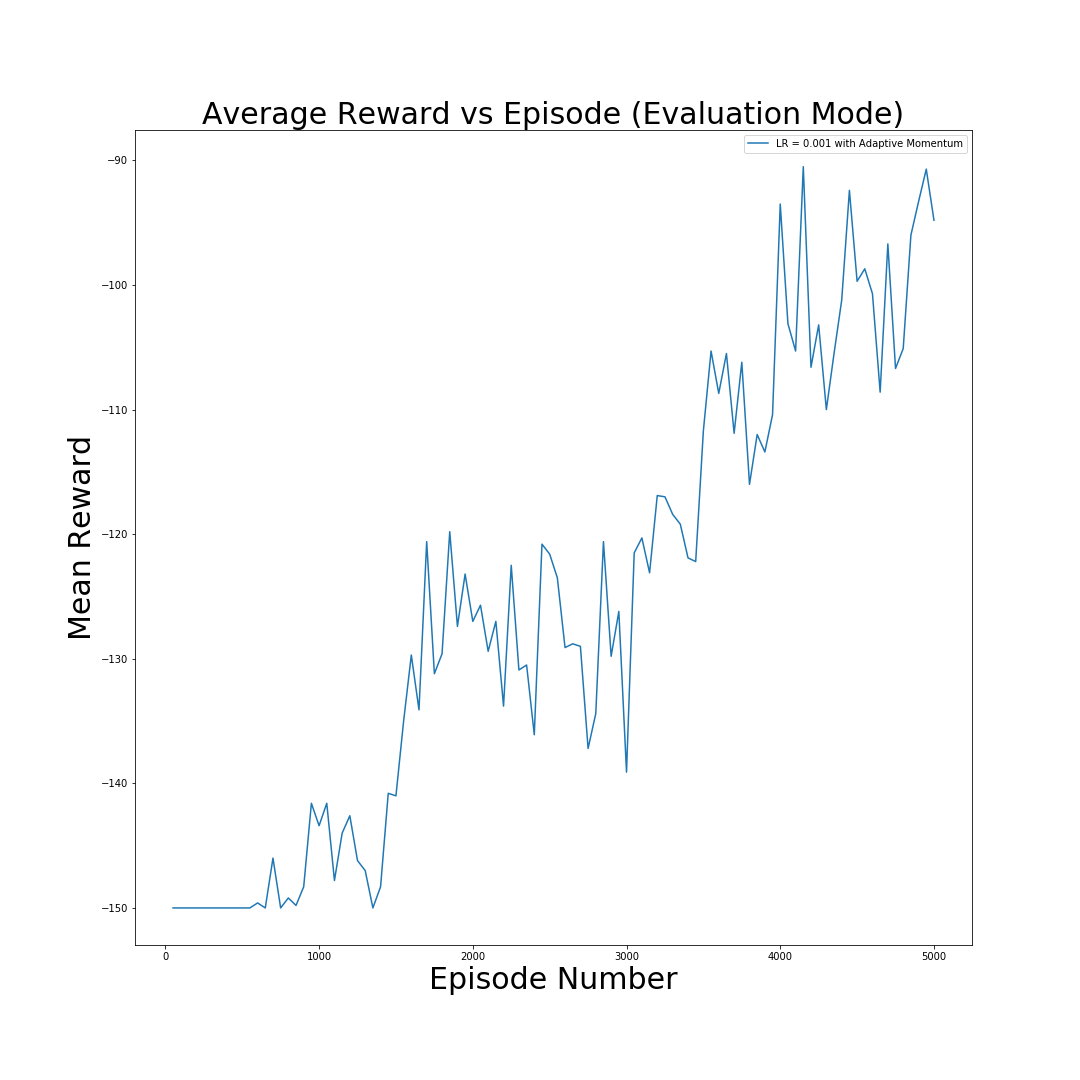 Average Reward vs Episode (Evaluation Mode)
LR = 0.001 with Adaptive Momentum
−90
−100
−110
−120
−130
−140
−150
Mean Reward
0 1000 2000 3000 4000 5000
Episode Number